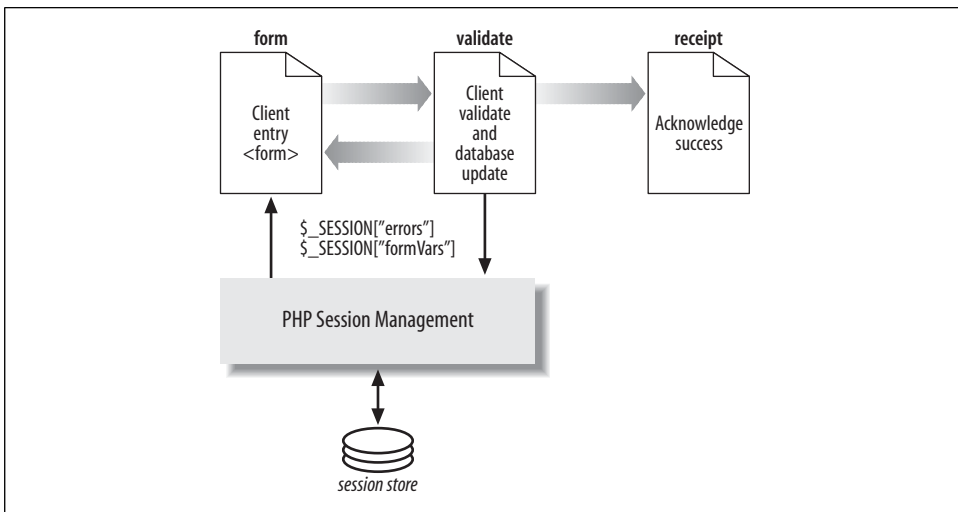 form
validate
receipt
Client
entry
<form>
Client
validate
and
database
update
Acknowledge
success
$_SESSION["errors"]
$_SESSION["formVars"]
PHP Session Management
session store